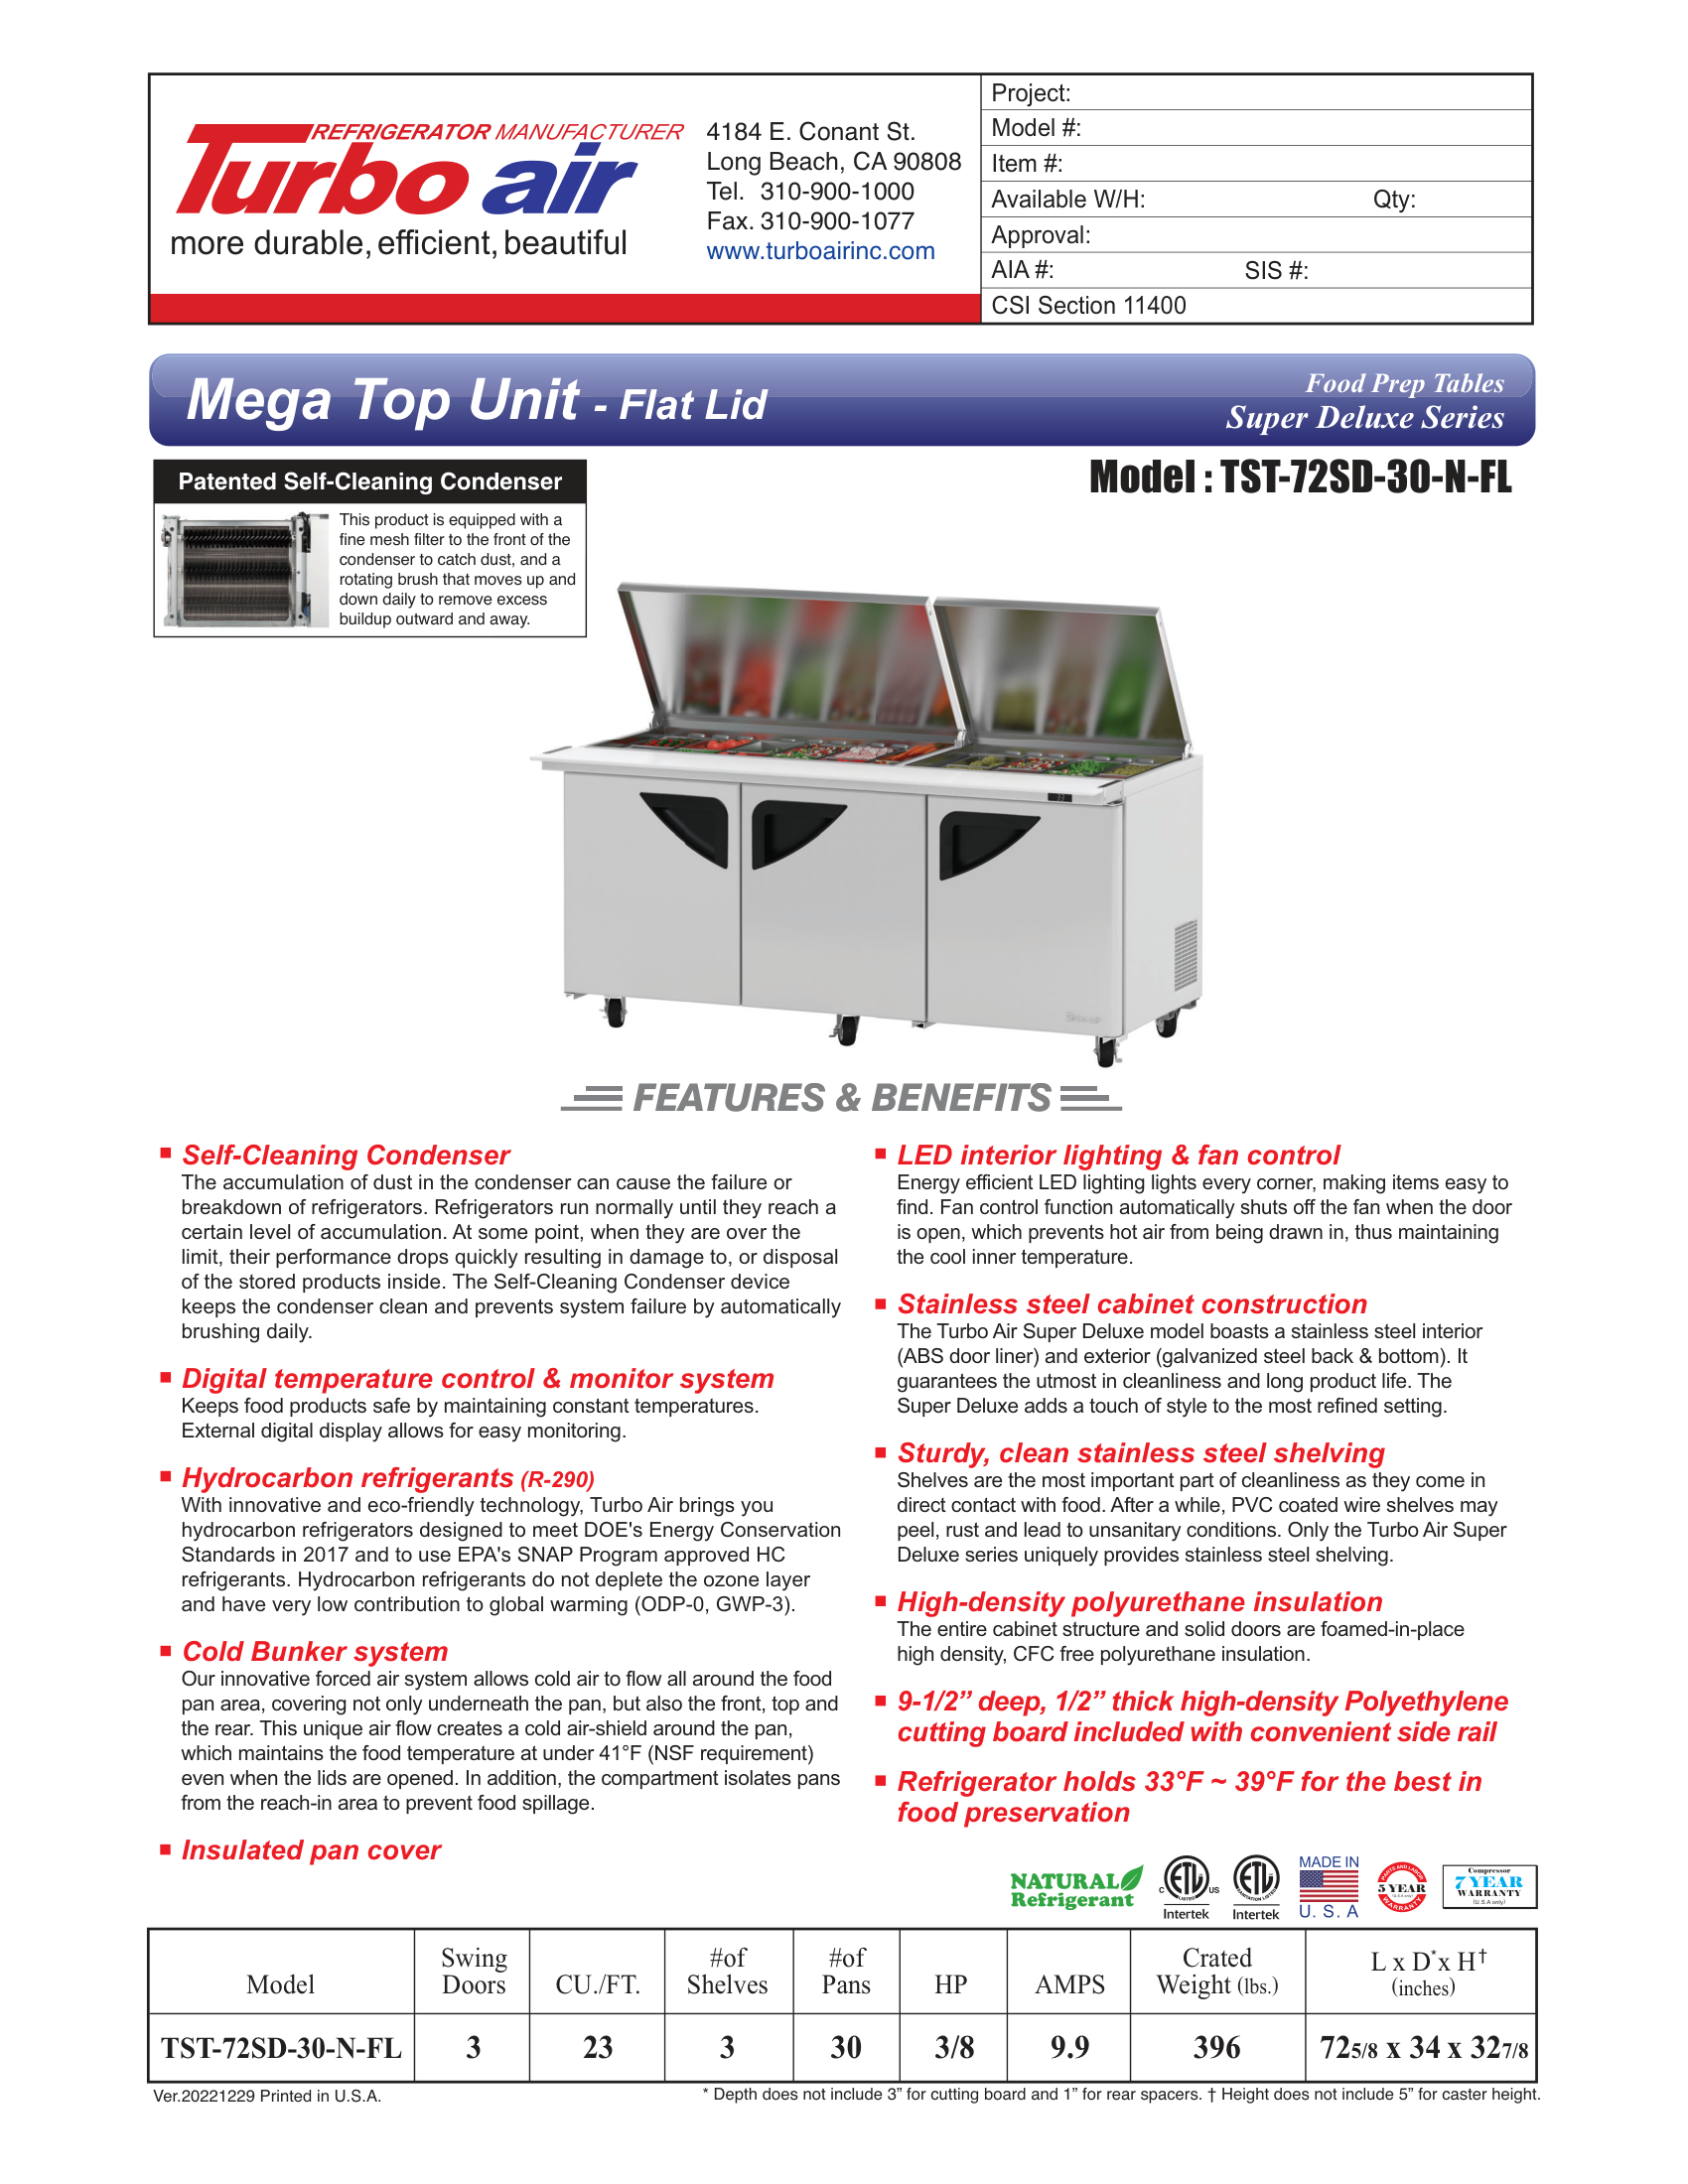 REFRIGERATOR MANUFACTURER
Turbo air
more durable, efficient, beautiful
4184 E. Conant St.
Long Beach, CA 90808
Tel. 310-900-1000
Fax. 310-900-1077
www.turboairinc.com
Project:
Model #:
Item #:
Available W/H: Qty:
Approval:
AIA #: SIS #:
CSI Section 11400
Mega Top Unit - Flat Lid
Food Prep Tables
Super Deluxe Series
Patented Self-Cleaning Condenser
This product is equipped with a
fine mesh filter to the front of the
condenser to catch dust, and a
rotating brush that moves up and
down daily to remove excess
buildup outward and away.
Model : TST-72SD-30-N-FL
FEATURES & BENEFITS
Self-Cleaning Condenser
The accumulation of dust in the condenser can cause the failure or
breakdown of refrigerators. Refrigerators run normally until they reach a
certain level of accumulation. At some point, when they are over the
limit, their performance drops quickly resulting in damage to, or disposal
of the stored products inside. The Self-Cleaning Condenser device
keeps the condenser clean and prevents system failure by automatically
brushing daily.
Digital temperature control & monitor system
Keeps food products safe by maintaining constant temperatures.
External digital display allows for easy monitoring.
Hydrocarbon refrigerants (R-290)
With innovative and eco-friendly technology, Turbo Air brings you
hydrocarbon refrigerators designed to meet DOE's Energy Conservation
Standards in 2017 and to use EPA's SNAP Program approved HC
refrigerants. Hydrocarbon refrigerants do not deplete the ozone layer
and have very low contribution to global warming (ODP-0, GWP-3).
Cold Bunker system
Our innovative forced air system allows cold air to flow all around the food
pan area, covering not only underneath the pan, but also the front, top and
the rear. This unique air flow creates a cold air-shield around the pan,
which maintains the food temperature at under 41°F (NSF requirement)
even when the lids are opened. In addition, the compartment isolates pans
from the reach-in area to prevent food spillage.
Insulated pan cover
LED interior lighting & fan control
Energy efficient LED lighting lights every corner, making items easy to
find. Fan control function automatically shuts off the fan when the door
is open, which prevents hot air from being drawn in, thus maintaining
the cool inner temperature.
Stainless steel cabinet construction
The Turbo Air Super Deluxe model boasts a stainless steel interior
(ABS door liner) and exterior (galvanized steel back & bottom). It
guarantees the utmost in cleanliness and long product life. The
Super Deluxe adds a touch of style to the most refined setting.
Sturdy, clean stainless steel shelving
Shelves are the most important part of cleanliness as they come in
direct contact with food. After a while, PVC coated wire shelves may
peel, rust and lead to unsanitary conditions. Only the Turbo Air Super
Deluxe series uniquely provides stainless steel shelving.
High-density polyurethane insulation
The entire cabinet structure and solid doors are foamed-in-place
high density, CFC free polyurethane insulation.
9-1/2” deep, 1/2” thick high-density Polyethylene
cutting board included with convenient side rail
Refrigerator holds 33°F ~ 39°F for the best in
food preservation
NATURAL
Refrigerant
C ETL US
LISTED
Intertek
ETL
SANITATION LISTED
Intertek
MADE IN
U. S. A
PARTS AND LABOR
5 YEAR
(U.S.A only)
WARRANTY
Compressor
7 YEAR
WARRANTY
(U.S.A only)
Model Swing Doors CU./FT. #of Shelves #of Pans HP AMPS Crated Weight (lbs.) L x D* x H† (inches)
TST-72SD-30-N-FL 3 23 3 30 3/8 9.9 396 725/8 x 34 x 327/8
Ver.20221229 Printed in U.S.A.
* Depth does not include 3” for cutting board and 1” for rear spacers. † Height does not include 5” for caster height.